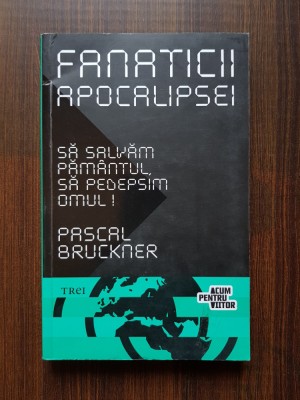 FANATICII
APOCALIPSEI
SĂ SALVĂM
PĂMÂNTUL,
SĂ PEDEPSIM
OMUL!
PASCAL
BRUCKNER
TREI
ACUM
PENTRU
VIITOR